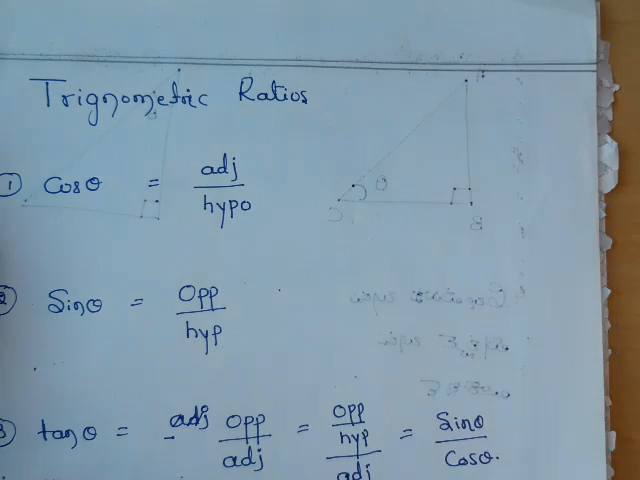 Trignometric Ratios
① Cosθ = adj/hypo
C θ B
② Sinθ = Opp/hyp
③ tanθ = Opp/adj = Opp/hyp / adj = Sinθ/Cosθ.